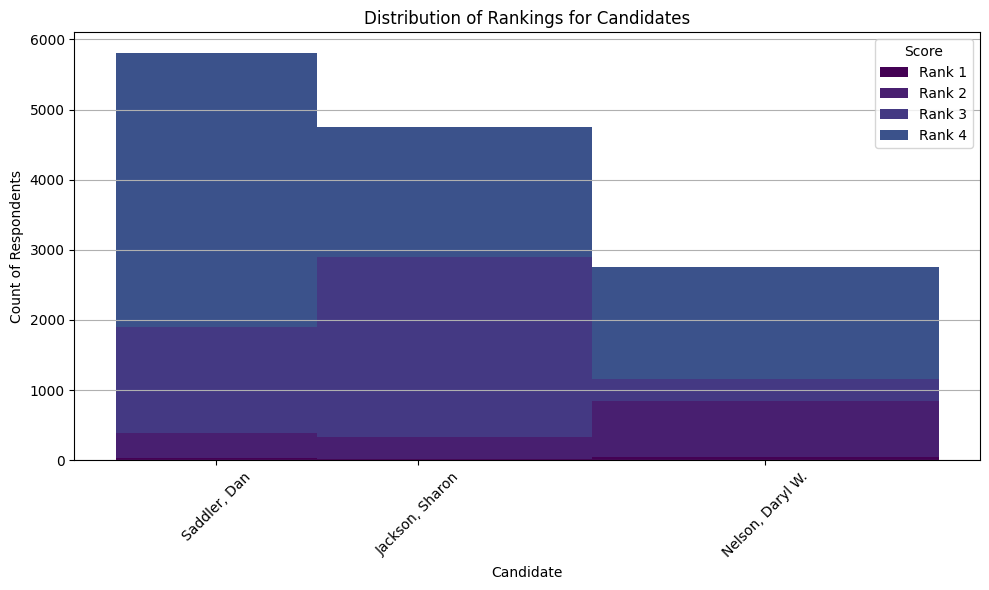 Distribution of Rankings for Candidates
6000
5000
4000
3000
2000
1000
0
Count of Respondents
Score
Rank 1
Rank 2
Rank 3
Rank 4
Saddler, Dan
Jackson, Sharon
Nelson, Daryl W.
Candidate